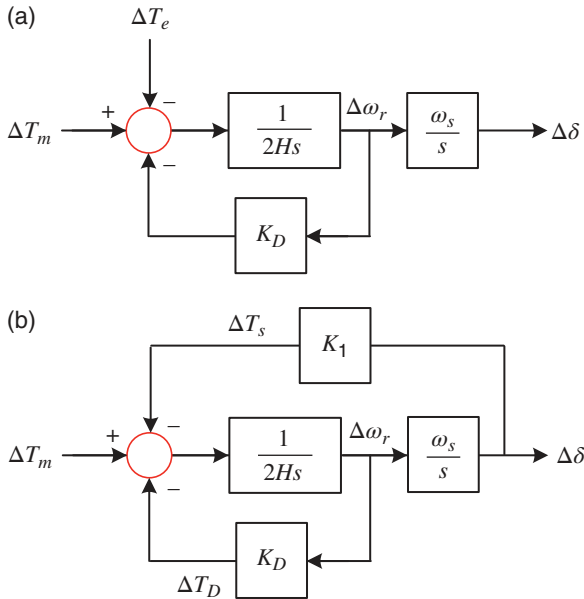 (a)
ΔT_e
ΔT_m
+
−
−
1
2Hs
Δω_r
ω_s
s
Δδ
K_D
(b)
ΔT_s
K_1
ΔT_m
+
−
−
1
2Hs
Δω_r
ω_s
s
Δδ
K_D
ΔT_D